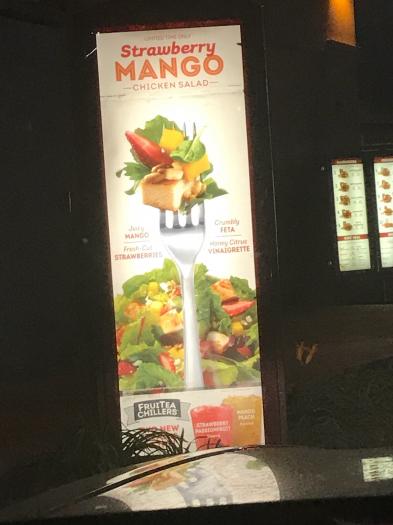 LIMITED TIME ONLY
Strawberry
MANGO
CHICKEN SALAD
Juicy
MANGO
Fresh-Cut
STRAWBERRIES
Crumbly
FETA
Honey Citrus
VINAIGRETTE
FRUITEA
CHILLERS
NEW
STRAWBERRY
PASSIONFRUIT
MANGO
PEACH